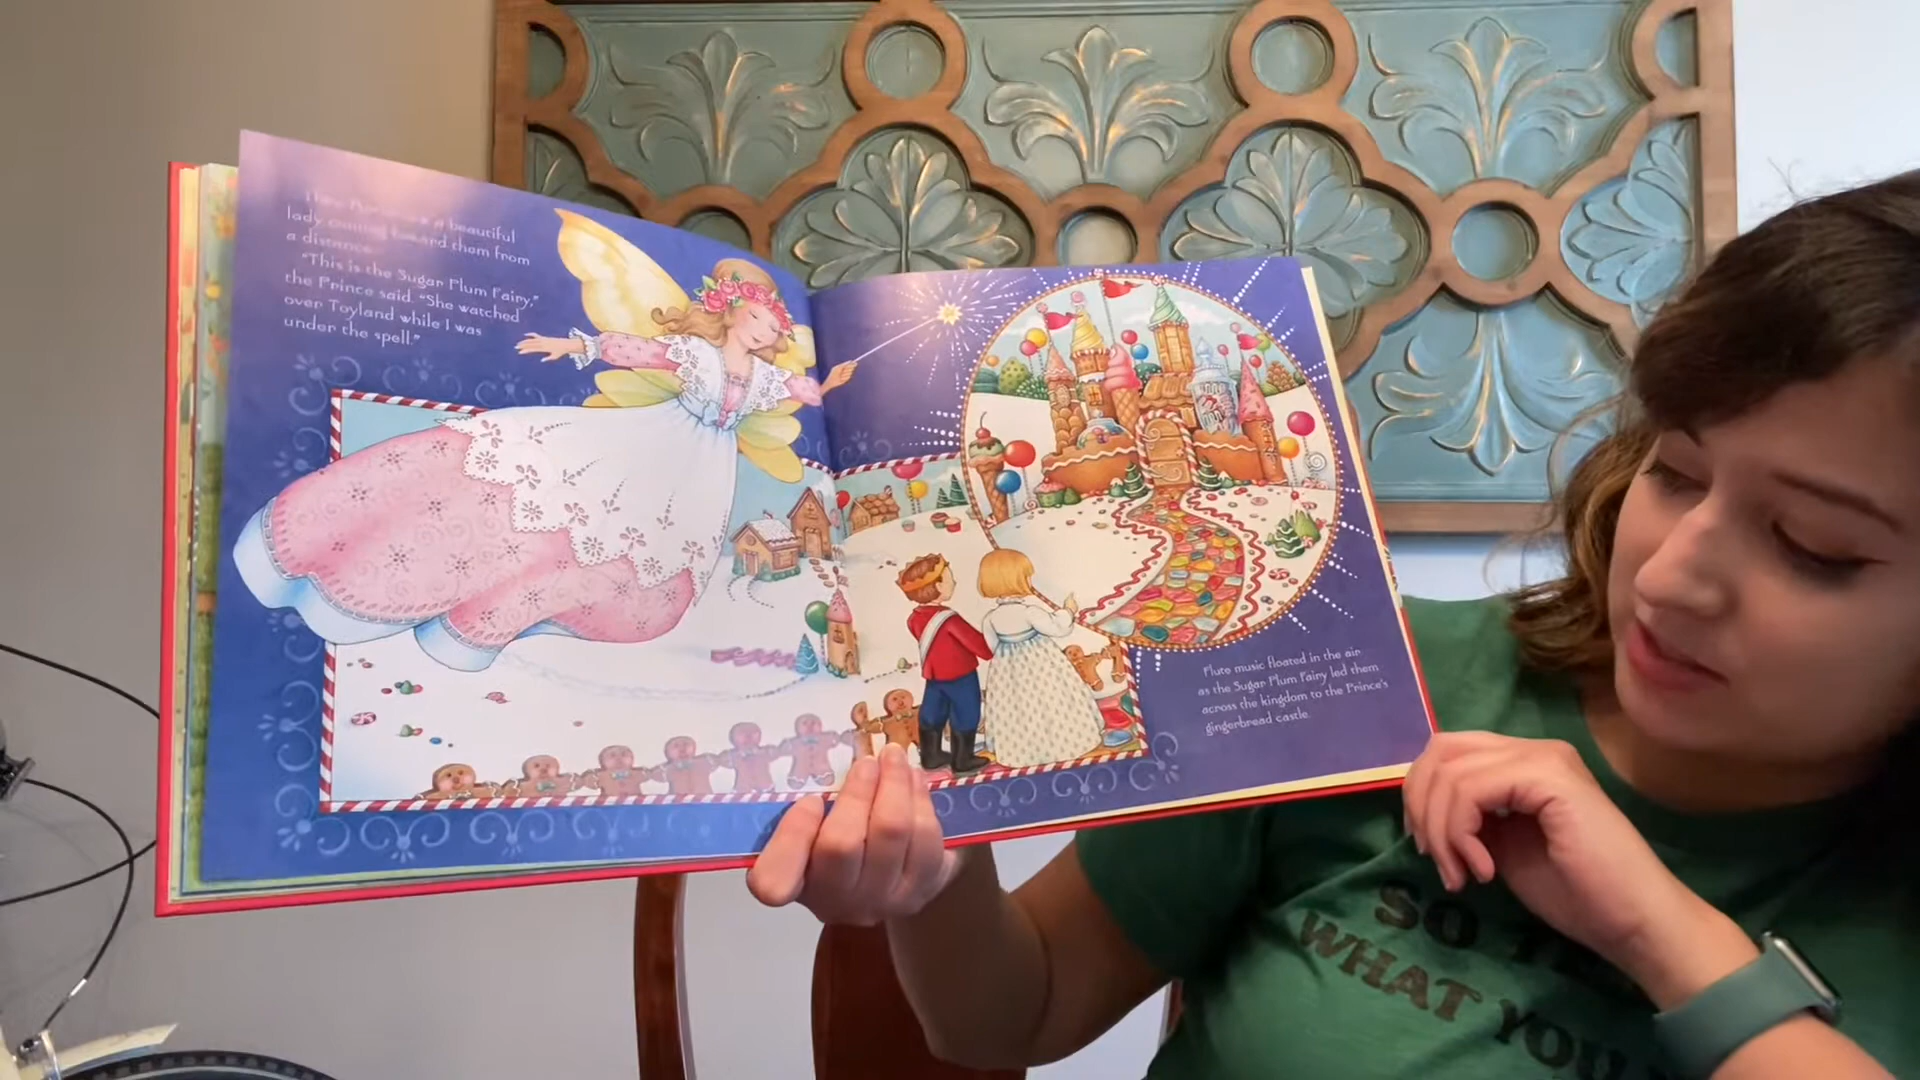 a beautiful
lady coming toward them from
a distance.
"This is the Sugar Plum Fairy,"
the Prince said. "She watched
over Toyland while I was
under the spell."
Flute music floated in the air
as the Sugar Plum Fairy led them
across the kingdom to the Prince's
gingerbread castle.
SO
WHAT YOU